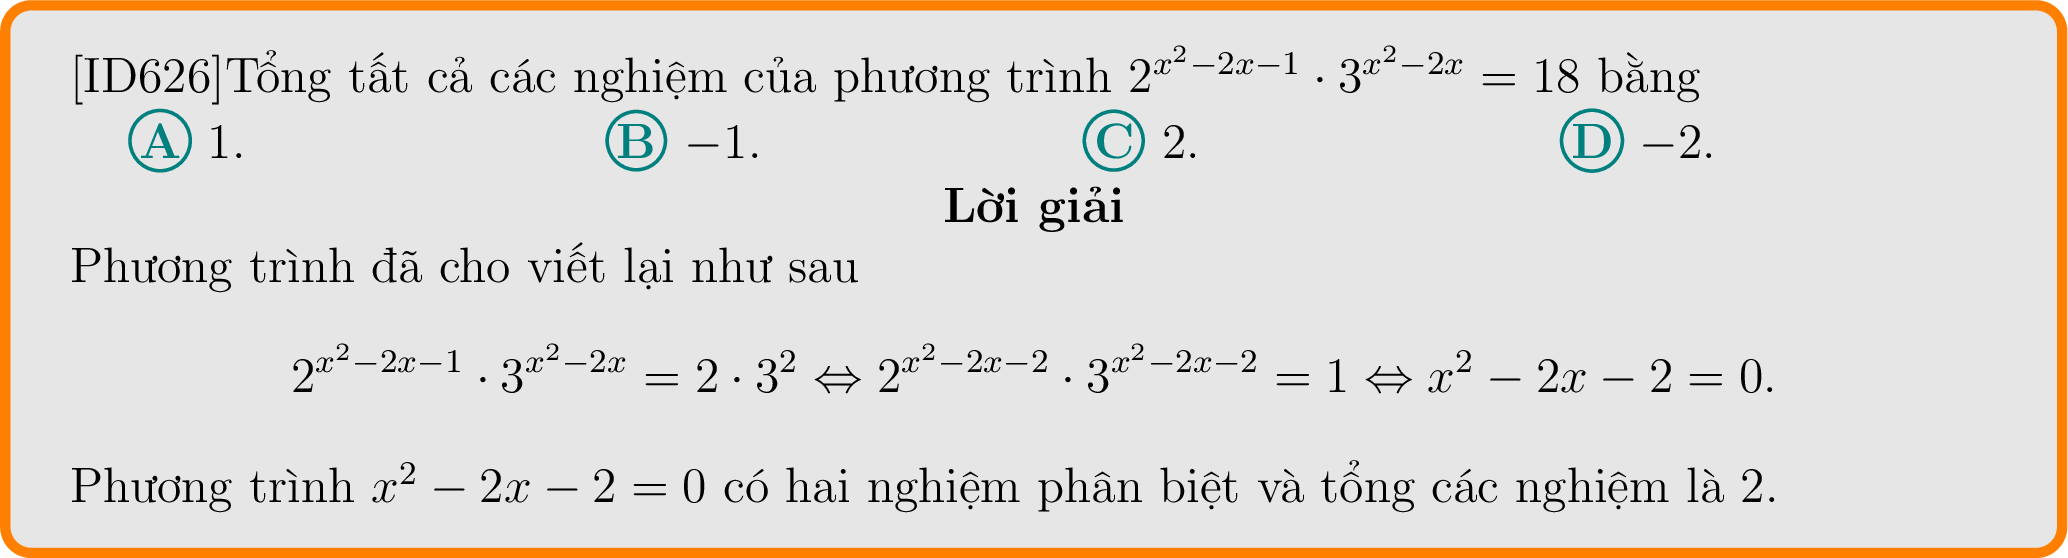 [ID626]Tổng tất cả các nghiệm của phương trình $2^{x^2-2x-1} \cdot 3^{x^2-2x} = 18$ bằng
A 1. B −1. C 2. D −2.
Lời giải
Phương trình đã cho viết lại như sau
$2^{x^2-2x-1} \cdot 3^{x^2-2x} = 2 \cdot 3^2 \Leftrightarrow 2^{x^2-2x-2} \cdot 3^{x^2-2x-2} = 1 \Leftrightarrow x^2 - 2x - 2 = 0.$
Phương trình $x^2 - 2x - 2 = 0$ có hai nghiệm phân biệt và tổng các nghiệm là 2.